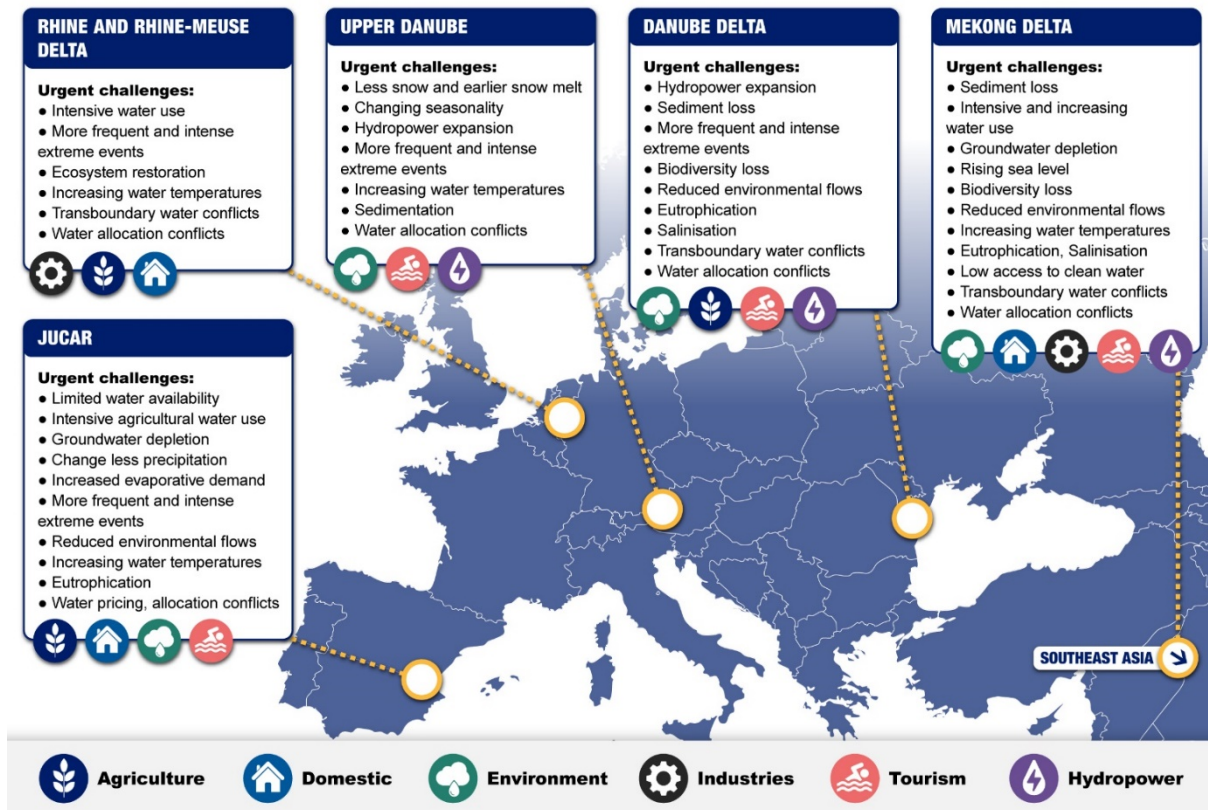 RHINE AND RHINE-MEUSE
DELTA
Urgent challenges:
● Intensive water use
● More frequent and intense
extreme events
● Ecosystem restoration
● Increasing water temperatures
● Transboundary water conflicts
● Water allocation conflicts
UPPER DANUBE
Urgent challenges:
● Less snow and earlier snow melt
● Changing seasonality
● Hydropower expansion
● More frequent and intense
extreme events
● Increasing water temperatures
● Sedimentation
● Water allocation conflicts
DANUBE DELTA
Urgent challenges:
● Hydropower expansion
● Sediment loss
● More frequent and intense
extreme events
● Biodiversity loss
● Reduced environmental flows
● Eutrophication
● Salinisation
● Transboundary water conflicts
● Water allocation conflicts
MEKONG DELTA
Urgent challenges:
● Sediment loss
● Intensive and increasing
water use
● Groundwater depletion
● Rising sea level
● Biodiversity loss
● Reduced environmental flows
● Increasing water temperatures
● Eutrophication, Salinisation
● Low access to clean water
● Transboundary water conflicts
● Water allocation conflicts
JUCAR
Urgent challenges:
● Limited water availability
● Intensive agricultural water use
● Groundwater depletion
● Change less precipitation
● Increased evaporative demand
● More frequent and intense
extreme events
● Reduced environmental flows
● Increasing water temperatures
● Eutrophication
● Water pricing, allocation conflicts
SOUTHEAST ASIA
Agriculture
Domestic
Environment
Industries
Tourism
Hydropower